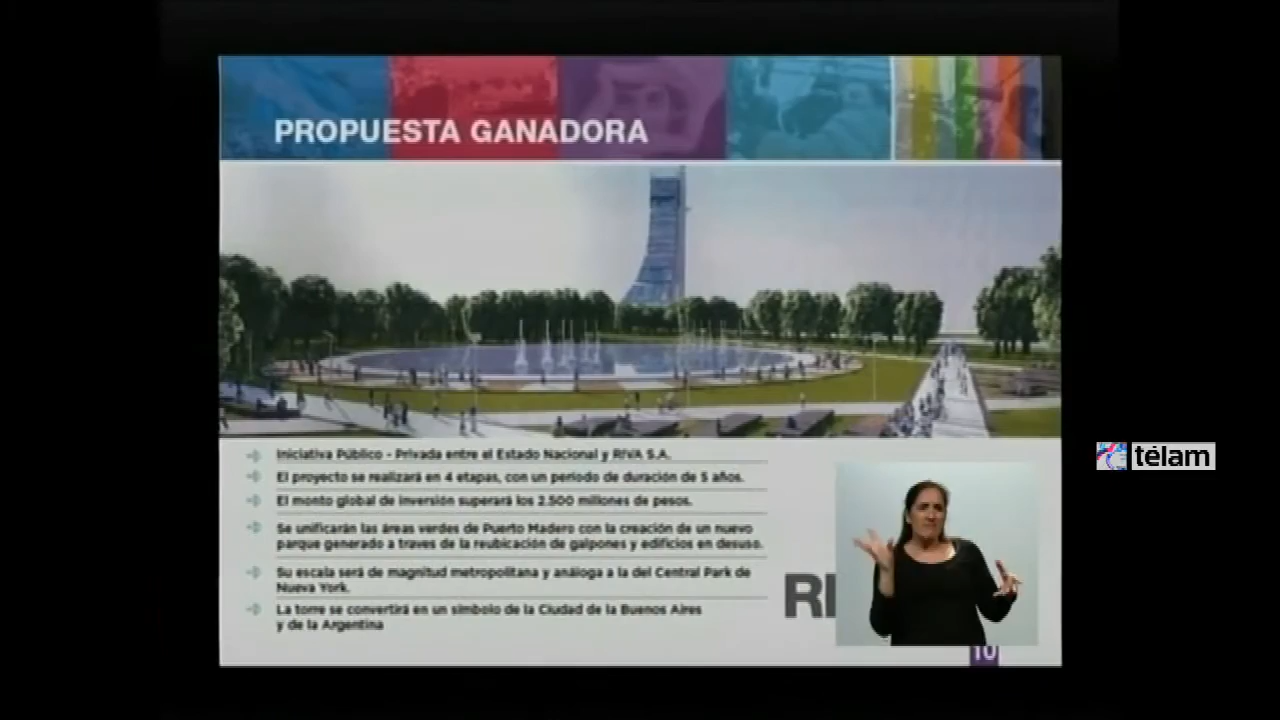 PROPUESTA GANADORA
Iniciativa Público - Privada entre el Estado Nacional y RIVA S.A.
El proyecto se realizará en 4 etapas, con un período de duración de 5 años.
El monto global de inversión superará los 2.500 millones de pesos.
Se unificarán las áreas verdes de Puerto Madero con la creación de un nuevo
parque generado a traves de la reubicación de galpones y edificios en desuso.
Su escala será de magnitud metropolitana y análoga a la del Central Park de
Nueva York.
La torre se convertirá en un símbolo de la Ciudad de la Buenos Aires
y de la Argentina
RI
10
télam